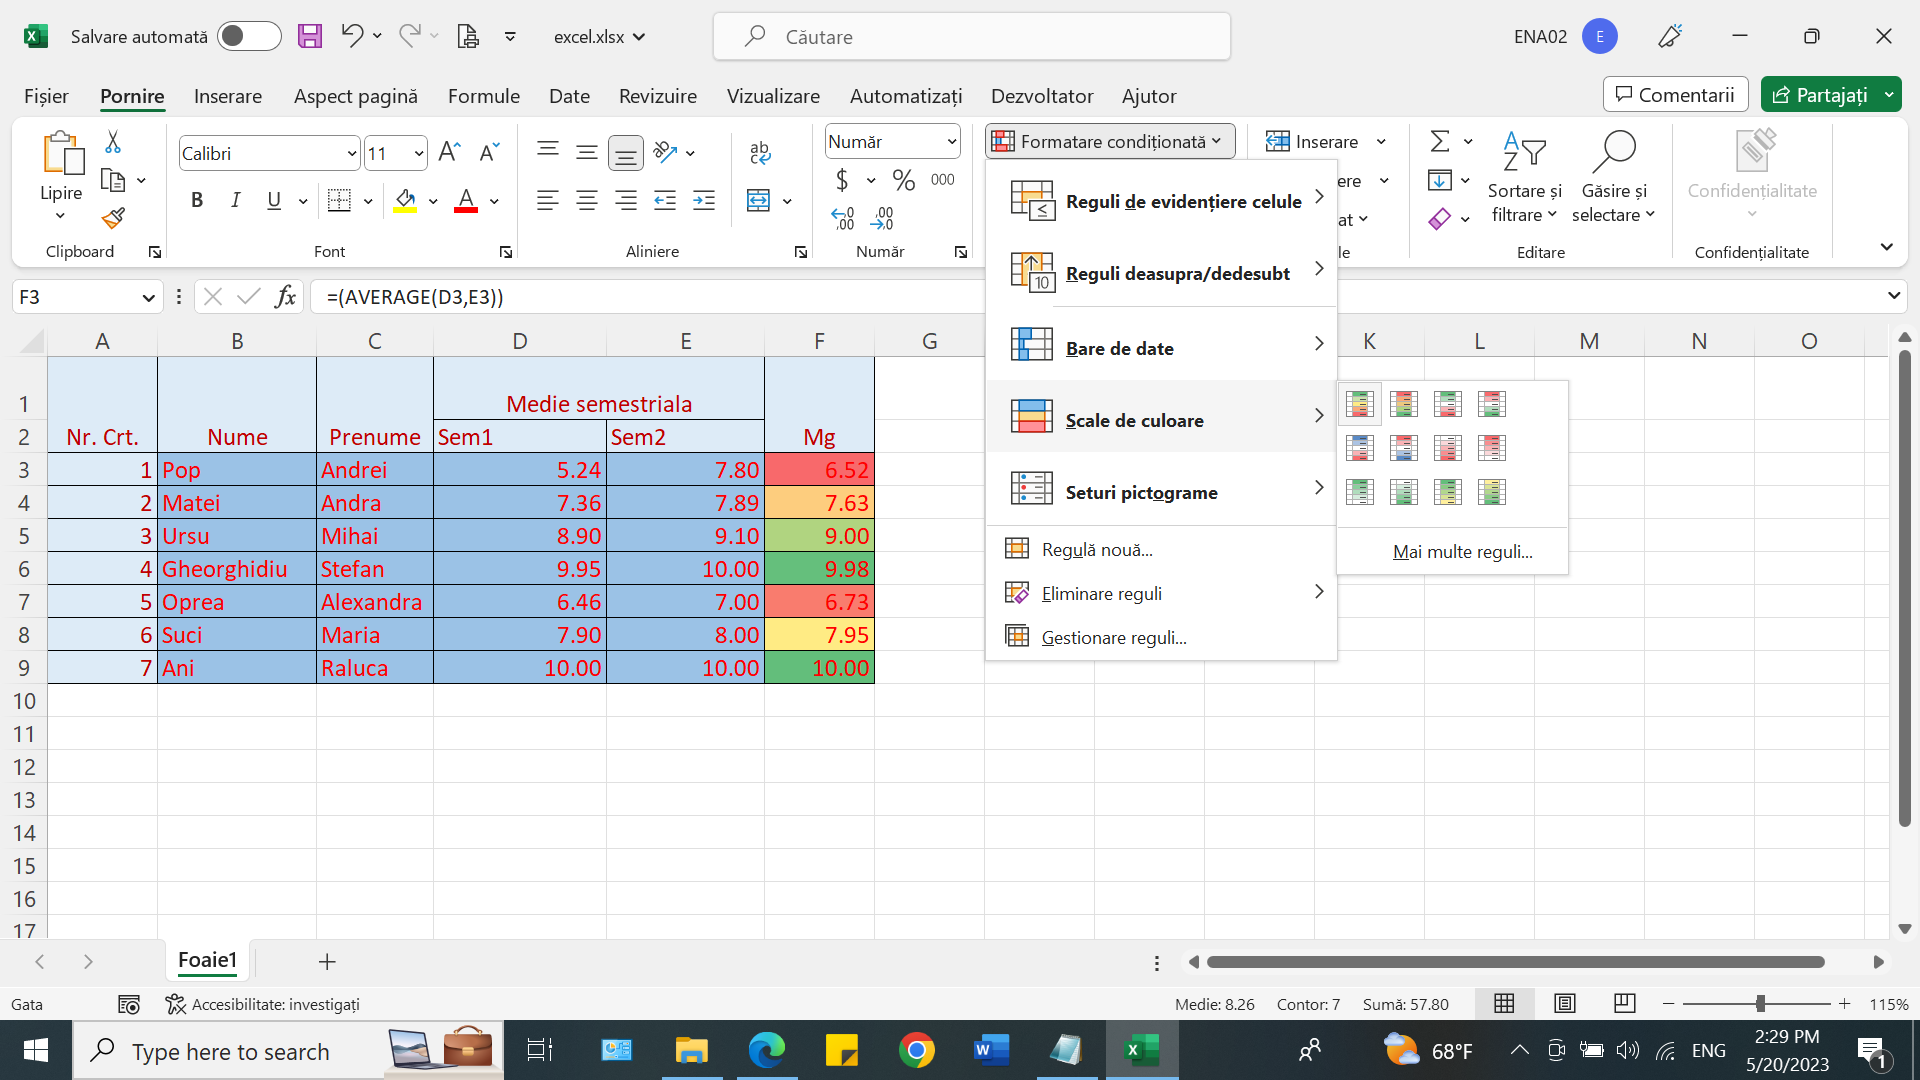 Salvare automată
excel.xlsx
Căutare
ENA02
E
Fișier Pornire Inserare Aspect pagină Formule Date Revizuire Vizualizare Automatizați Dezvoltator Ajutor
Comentarii
Partajați
Lipire
Clipboard
Calibri 11
B I U
Font
ab
Aliniere
Număr
$ % 000
Număr
Formatare condiționată
Inserare
ere
at
le
Sortare și
filtrare
Găsire și
selectare
Editare
Confidențialitate
Confidențialitate
F3
fx
=(AVERAGE(D3,E3))
A B C D E F G K L M N O
1 Medie semestriala
2 Nr. Crt. Nume Prenume Sem1 Sem2 Mg
3 1 Pop Andrei 5.24 7.80 6.52
4 2 Matei Andra 7.36 7.89 7.63
5 3 Ursu Mihai 8.90 9.10 9.00
6 4 Gheorghidiu Stefan 9.95 10.00 9.98
7 5 Oprea Alexandra 6.46 7.00 6.73
8 6 Suci Maria 7.90 8.00 7.95
9 7 Ani Raluca 10.00 10.00 10.00
10
11
12
13
14
15
16
17
Reguli de evidențiere celule
10
Reguli deasupra/dedesubt
Bare de date
Scale de culoare
Seturi pictograme
Regulă nouă...
Eliminare reguli
Gestionare reguli...
Mai multe reguli...
Foaie1
Gata
Accesibilitate: investigați
Medie: 8.26 Contor: 7 Sumă: 57.80
115%
Type here to search
68°F
ENG
2:29 PM
5/20/2023
1